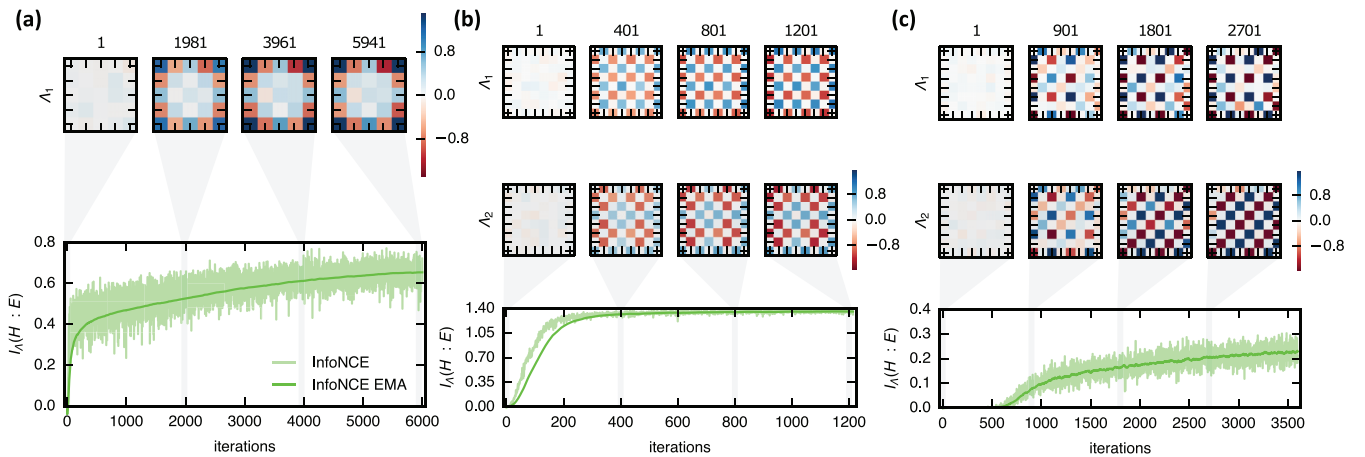 (a)
1 1981 3961 5941
Λ1
0.8
0.0
−0.8
0.8
0.6
0.4
0.2
0.0
I_Λ(H : E)
InfoNCE
InfoNCE EMA
0 1000 2000 3000 4000 5000 6000
iterations
(b)
1 401 801 1201
Λ1
Λ2
0.8
0.0
−0.8
1.40
1.05
0.70
0.35
0.00
I_Λ(H : E)
0 200 400 600 800 1000 1200
iterations
(c)
1 901 1801 2701
Λ1
Λ2
0.8
0.0
−0.8
0.4
0.3
0.2
0.1
0.0
I_Λ(H : E)
0 500 1000 1500 2000 2500 3000 3500
iterations